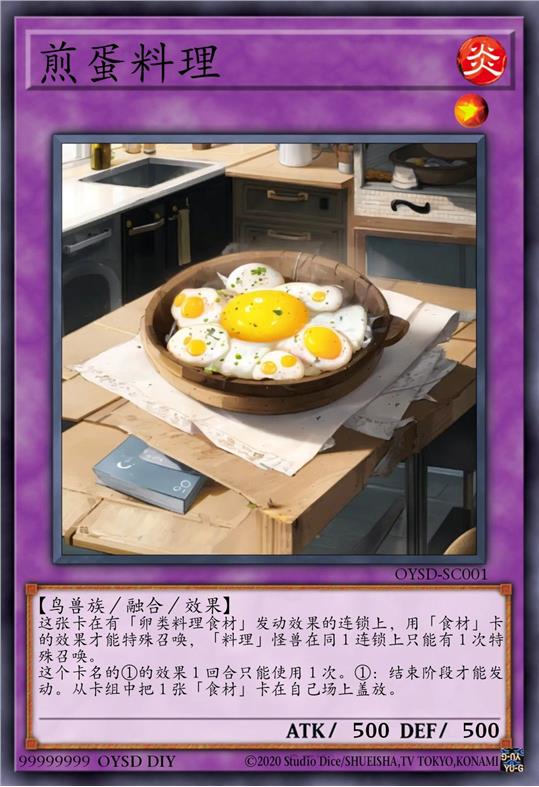 煎蛋料理
炎
OYSD-SC001
【鸟兽族／融合／效果】
这张卡在有「卵类料理食材」发动效果的连锁上，用「食材」卡
的效果才能特殊召唤，「料理」怪兽在同１连锁上只能有１次特
殊召唤。
这个卡名的①的效果１回合只能使用１次。①：结束阶段才能发
动。从卡组中把１张「食材」卡在自己场上盖放。
ATK/ 500 DEF/ 500
99999999 OYSD DIY ©2020 Studio Dice/SHUEISHA,TV TOKYO,KONAMI